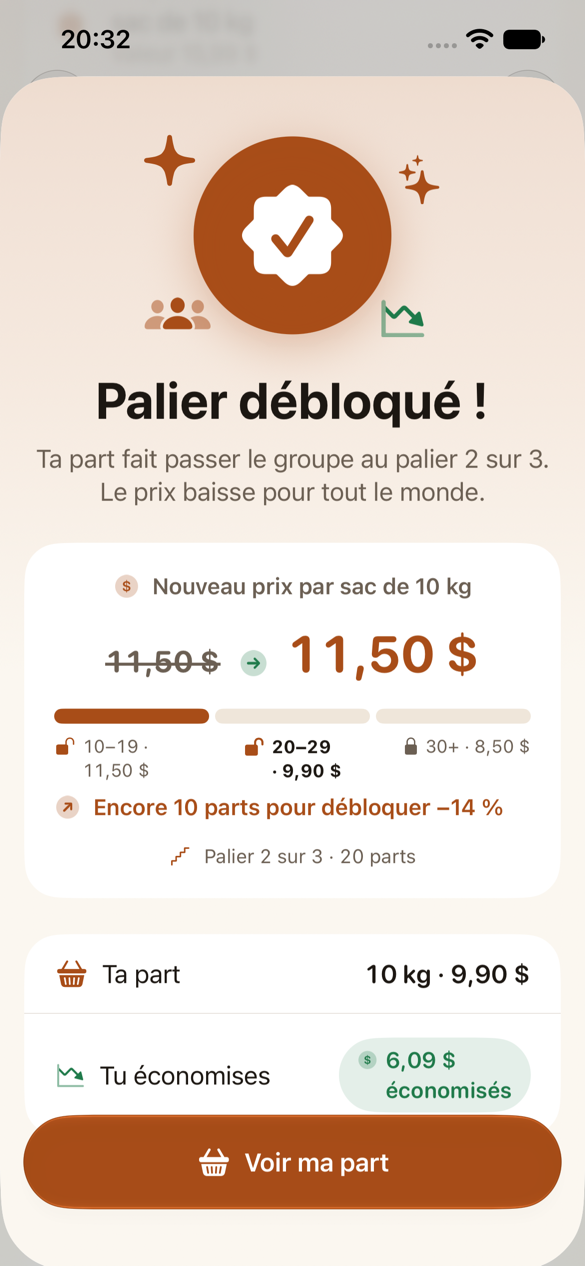 20:32
Palier débloqué !
Ta part fait passer le groupe au palier 2 sur 3.
Le prix baisse pour tout le monde.
$ Nouveau prix par sac de 10 kg
11,50 $ → 11,50 $
10–19 ·
11,50 $
20–29
· 9,90 $
30+ · 8,50 $
Encore 10 parts pour débloquer –14 %
Palier 2 sur 3 · 20 parts
Ta part
10 kg · 9,90 $
Tu économises
$ 6,09 $
économisés
Voir ma part